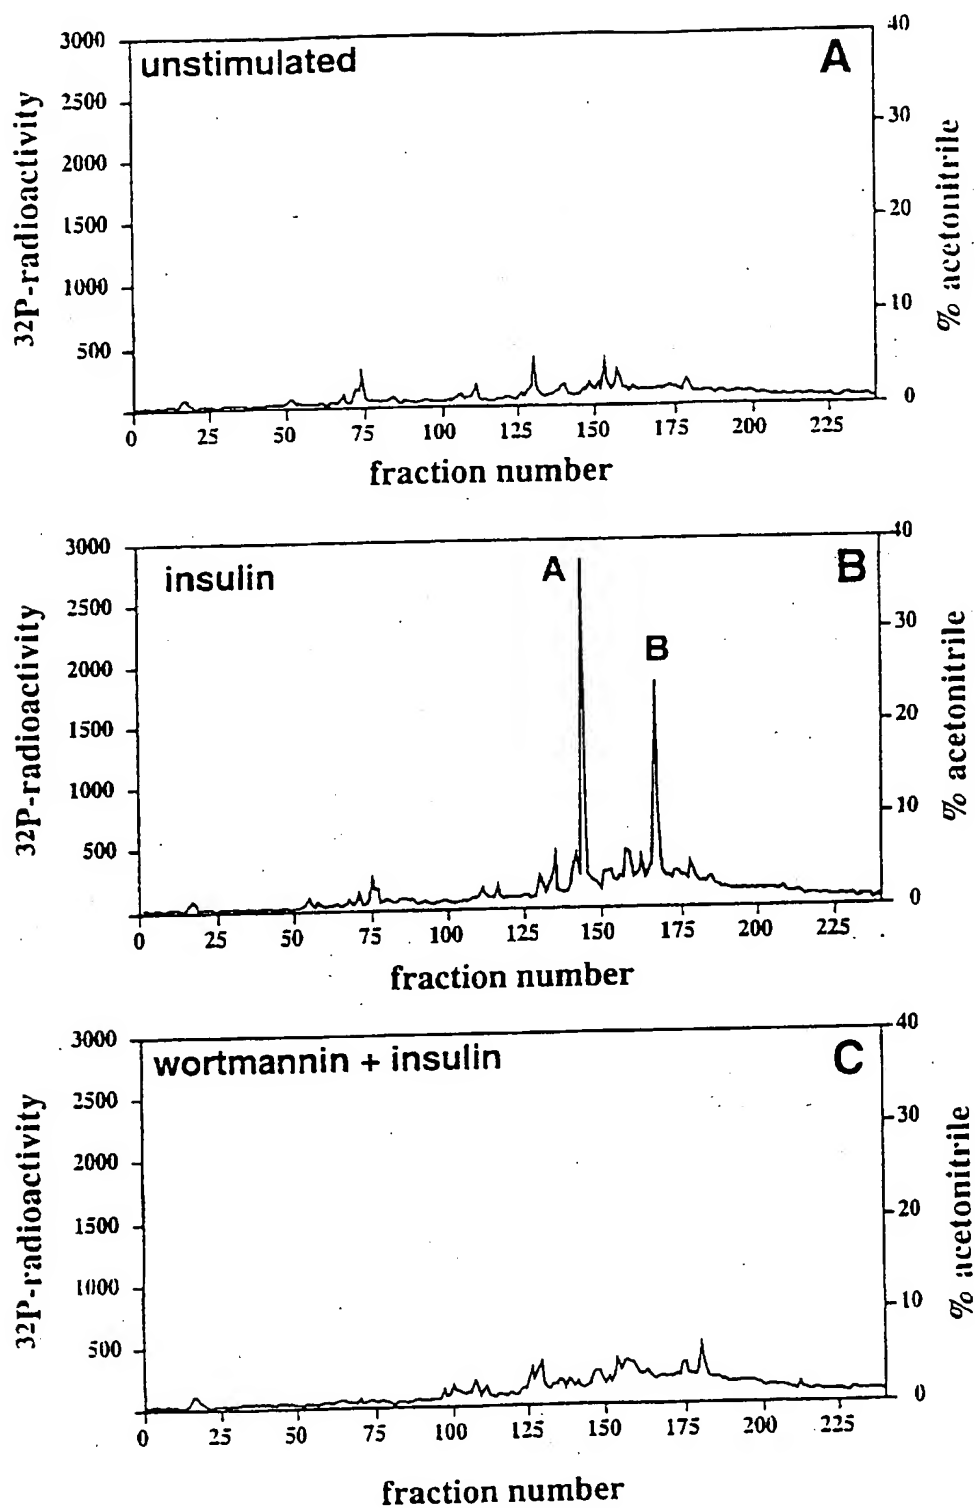 unstimulated
A
3000
2500
2000
1500
1000
500
32P-radioactivity
40
30
20
10
0
% acetonitrile
0 25 50 75 100 125 150 175 200 225
fraction number
insulin
A
B
B
3000
2500
2000
1500
1000
500
32P-radioactivity
40
30
20
10
0
% acetonitrile
0 25 50 75 100 125 150 175 200 225
fraction number
wortmannin + insulin
C
3000
2500
2000
1500
1000
500
32P-radioactivity
40
30
20
10
0
% acetonitrile
0 25 50 75 100 125 150 175 200 225
fraction number